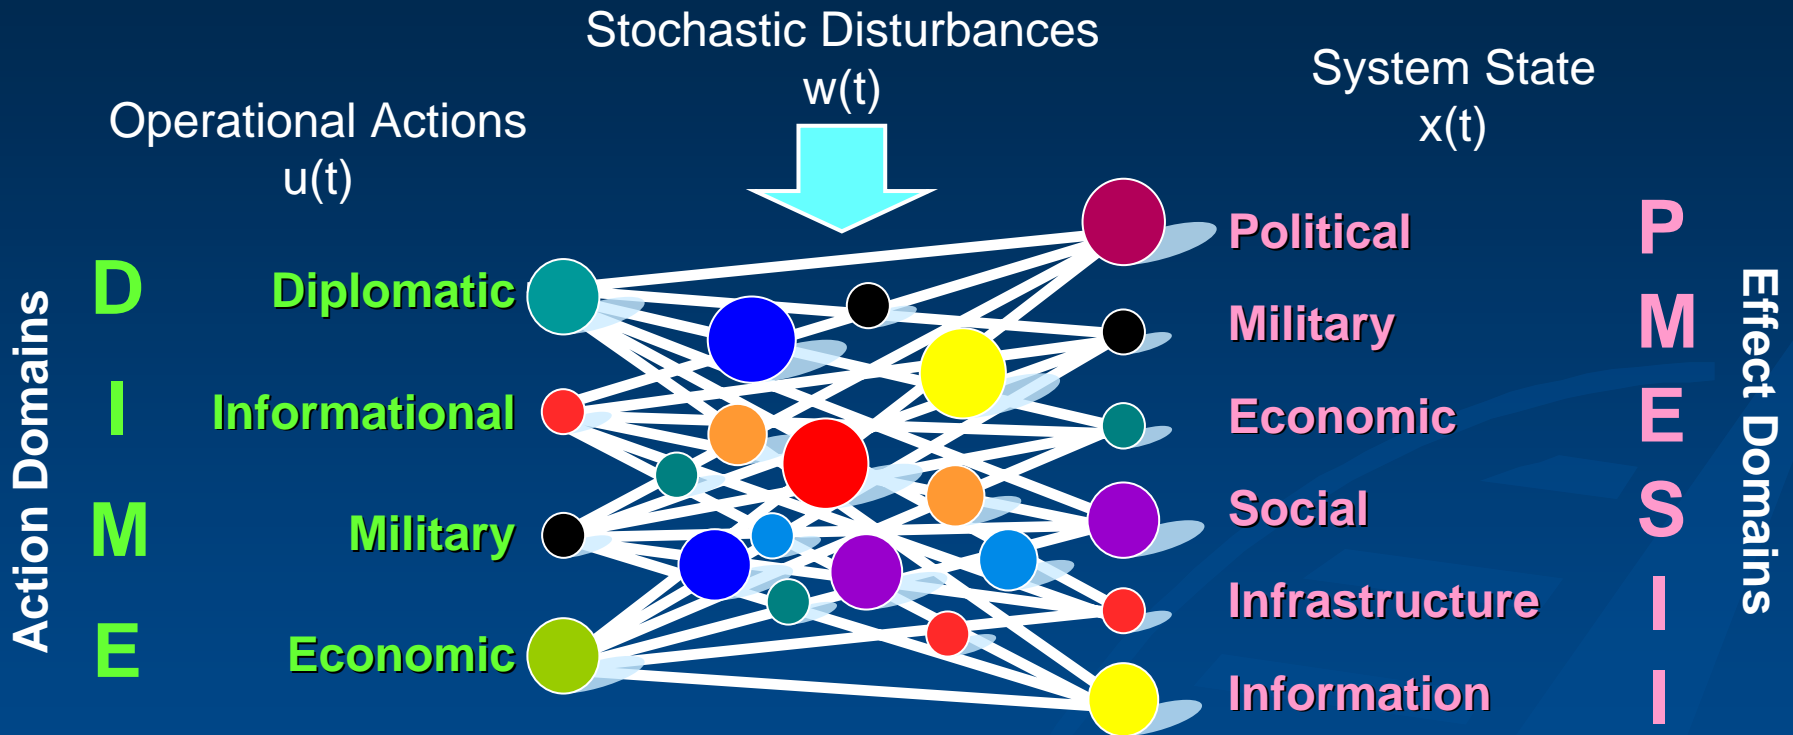 Stochastic Disturbances
w(t)
System State
x(t)
Operational Actions
u(t)
Action Domains
D Diplomatic
I Informational
M Military
E Economic
Political P
Military M
Economic E
Social S
Infrastructure I
Information I
Effect Domains